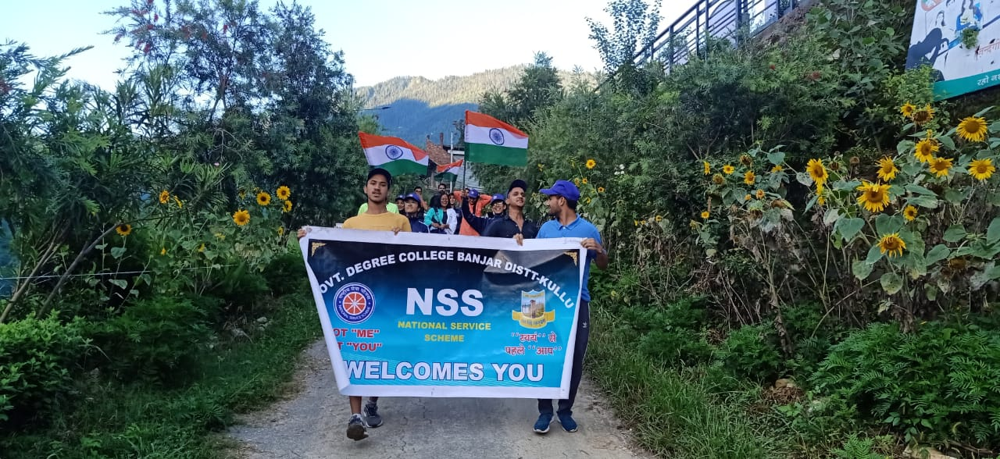 OVT. DEGREE COLLEGE BANJAR DISTT-KULLU
NSS
NATIONAL SERVICE
SCHEME
OT "ME"
T "YOU"
"स्वयं" से
पहले "आप"
WELCOMES YOU